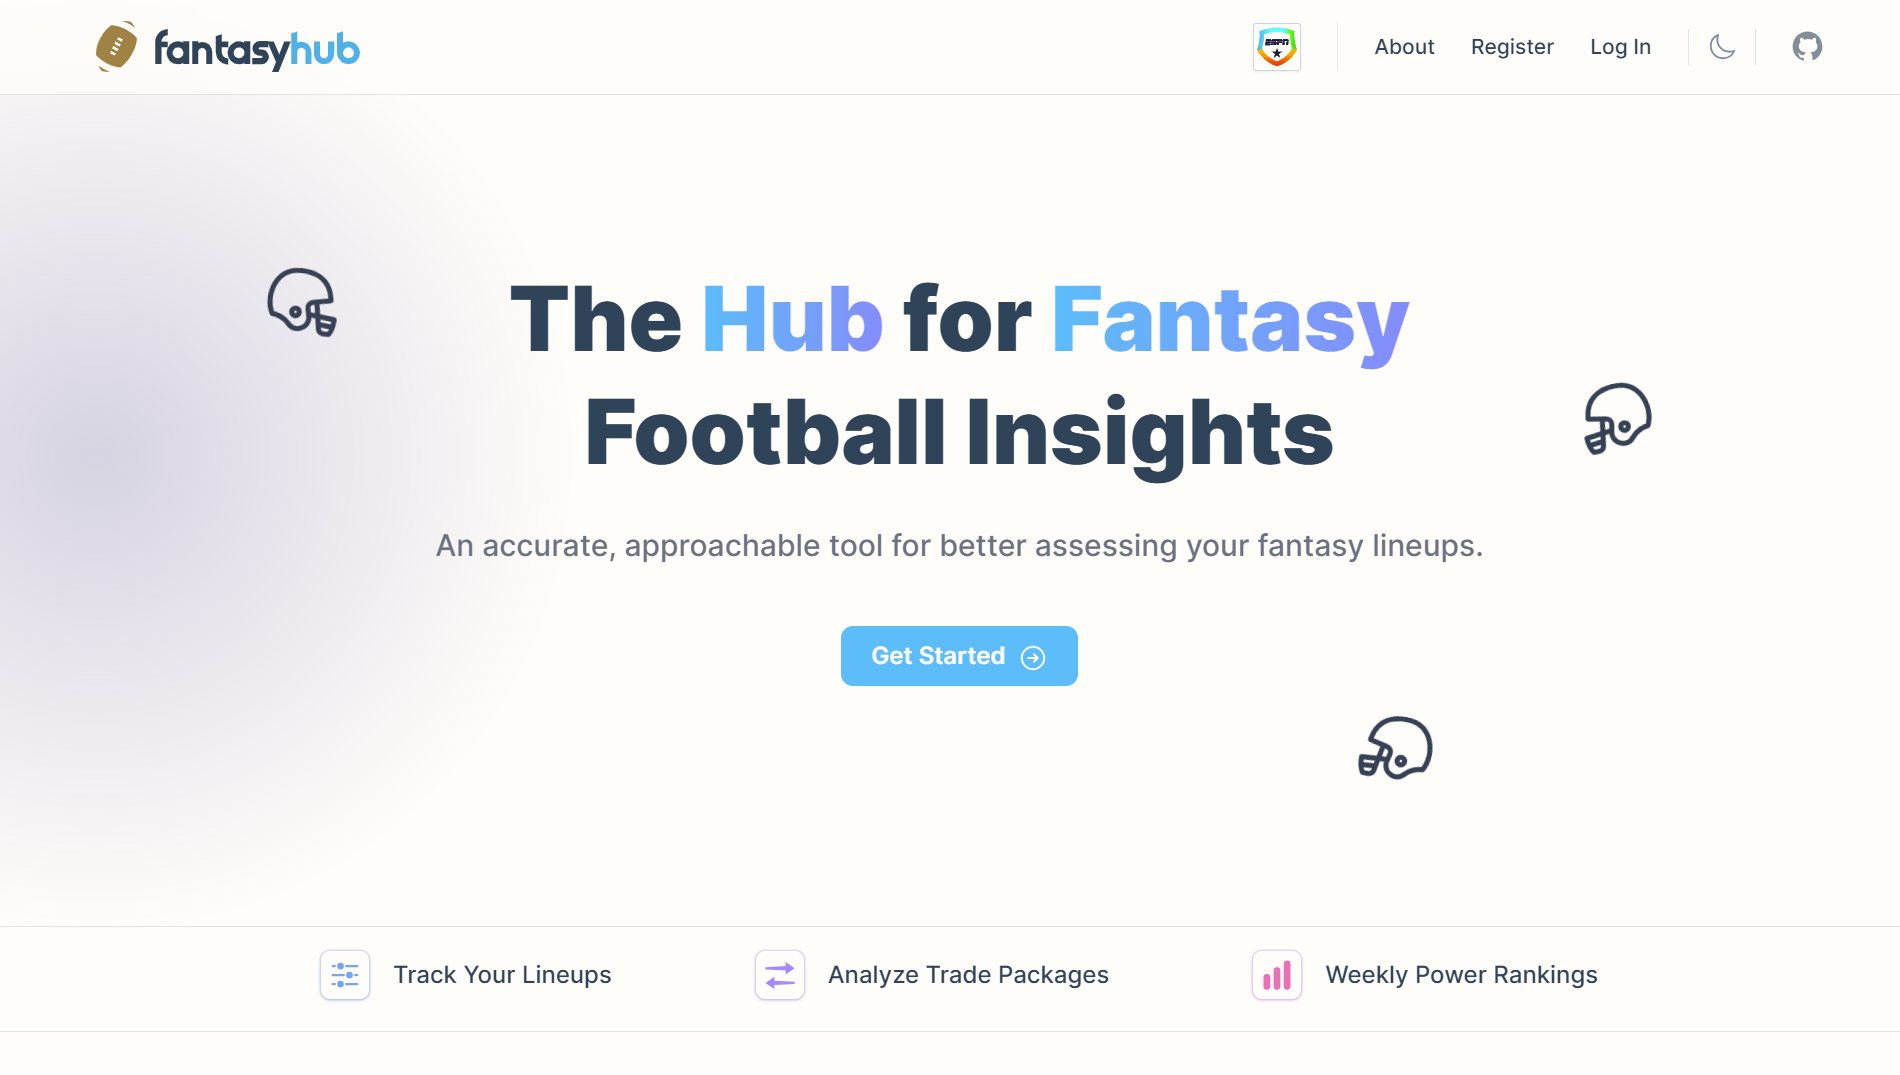 fantasyhub
ESPN
About
Register
Log In
The Hub for Fantasy
Football Insights
An accurate, approachable tool for better assessing your fantasy lineups.
Get Started
Track Your Lineups
Analyze Trade Packages
Weekly Power Rankings